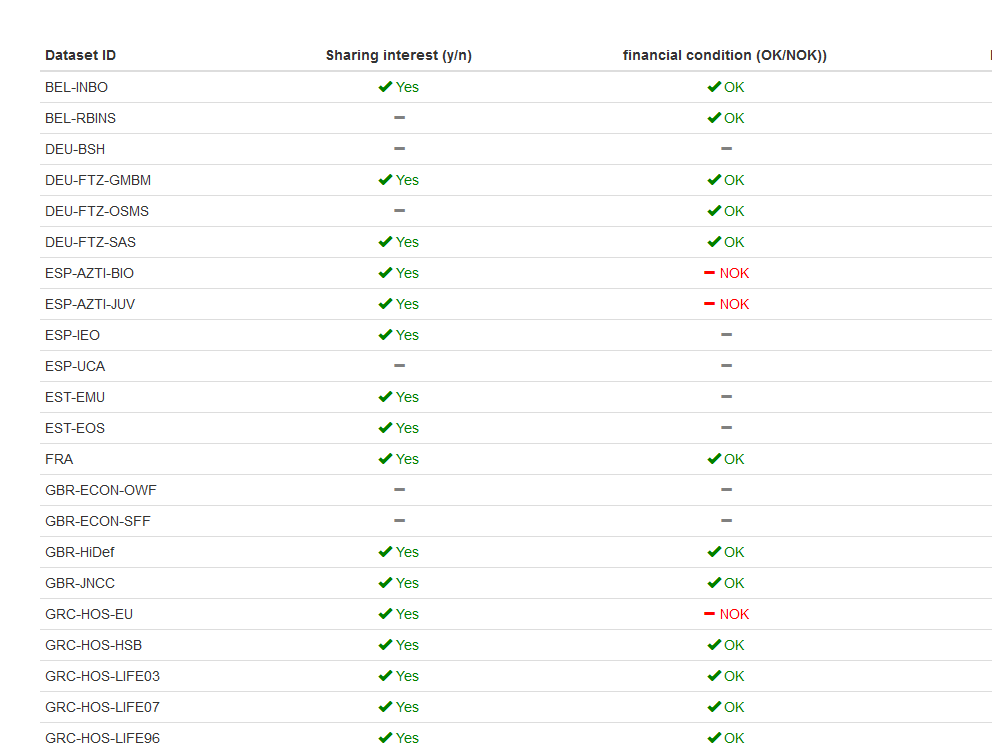 Dataset ID Sharing interest (y/n) financial condition (OK/NOK))
BEL-INBO Yes OK
BEL-RBINS – OK
DEU-BSH – –
DEU-FTZ-GMBM Yes OK
DEU-FTZ-OSMS – OK
DEU-FTZ-SAS Yes OK
ESP-AZTI-BIO Yes NOK
ESP-AZTI-JUV Yes NOK
ESP-IEO Yes –
ESP-UCA – –
EST-EMU Yes –
EST-EOS Yes –
FRA Yes OK
GBR-ECON-OWF – –
GBR-ECON-SFF – –
GBR-HiDef Yes OK
GBR-JNCC Yes OK
GRC-HOS-EU Yes NOK
GRC-HOS-HSB Yes OK
GRC-HOS-LIFE03 Yes OK
GRC-HOS-LIFE07 Yes OK
GRC-HOS-LIFE96 Yes OK